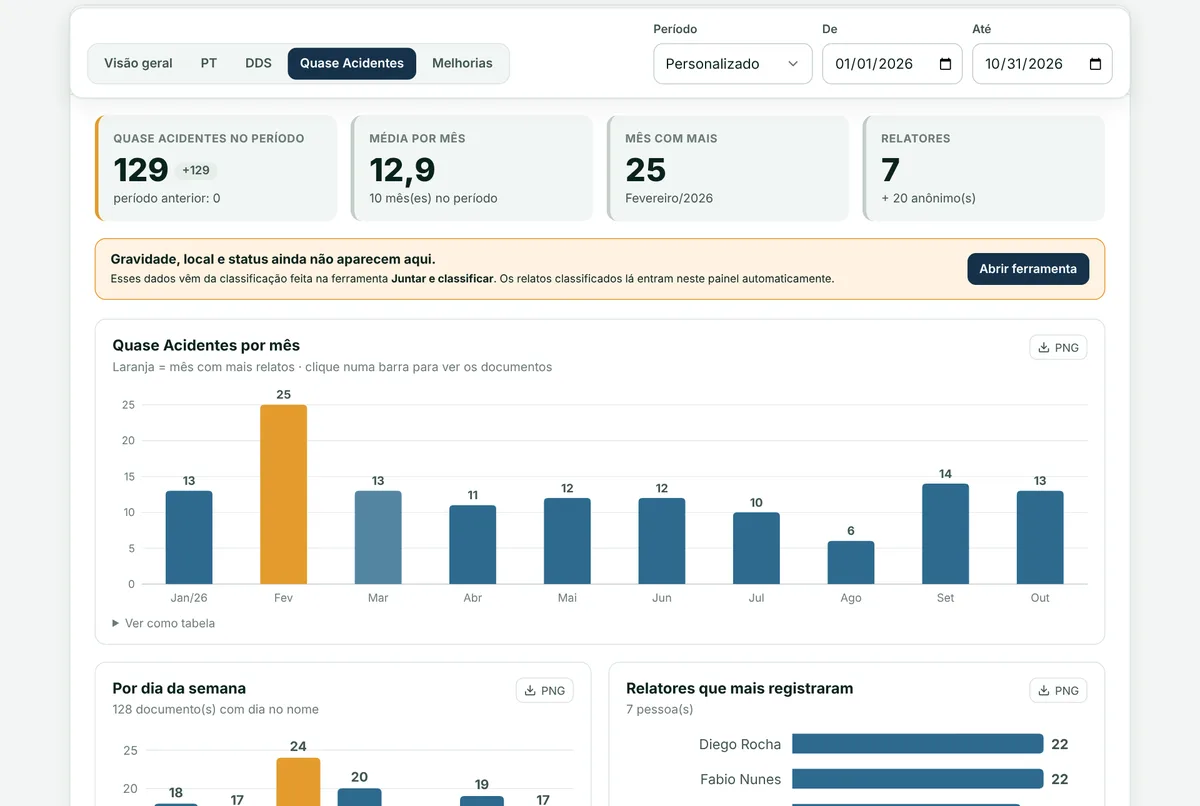 Período
De
Até
Visão geral
PT
DDS
Quase Acidentes
Melhorias
Personalizado
01/01/2026
10/31/2026
QUASE ACIDENTES NO PERÍODO
129 +129
período anterior: 0
MÉDIA POR MÊS
12,9
10 mês(es) no período
MÊS COM MAIS
25
Fevereiro/2026
RELATORES
7
+ 20 anônimo(s)
Gravidade, local e status ainda não aparecem aqui.
Esses dados vêm da classificação feita na ferramenta Juntar e classificar. Os relatos classificados lá entram neste painel automaticamente.
Abrir ferramenta
Quase Acidentes por mês
PNG
Laranja = mês com mais relatos · clique numa barra para ver os documentos
25
20
15
10
5
0
13
25
13
11
12
12
10
6
14
13
Jan/26
Fev
Mar
Abr
Mai
Jun
Jul
Ago
Set
Out
Ver como tabela
Por dia da semana
PNG
128 documento(s) com dia no nome
25
20
18
17
24
20
19
17
Relatores que mais registraram
PNG
7 pessoa(s)
Diego Rocha 22
Fabio Nunes 22